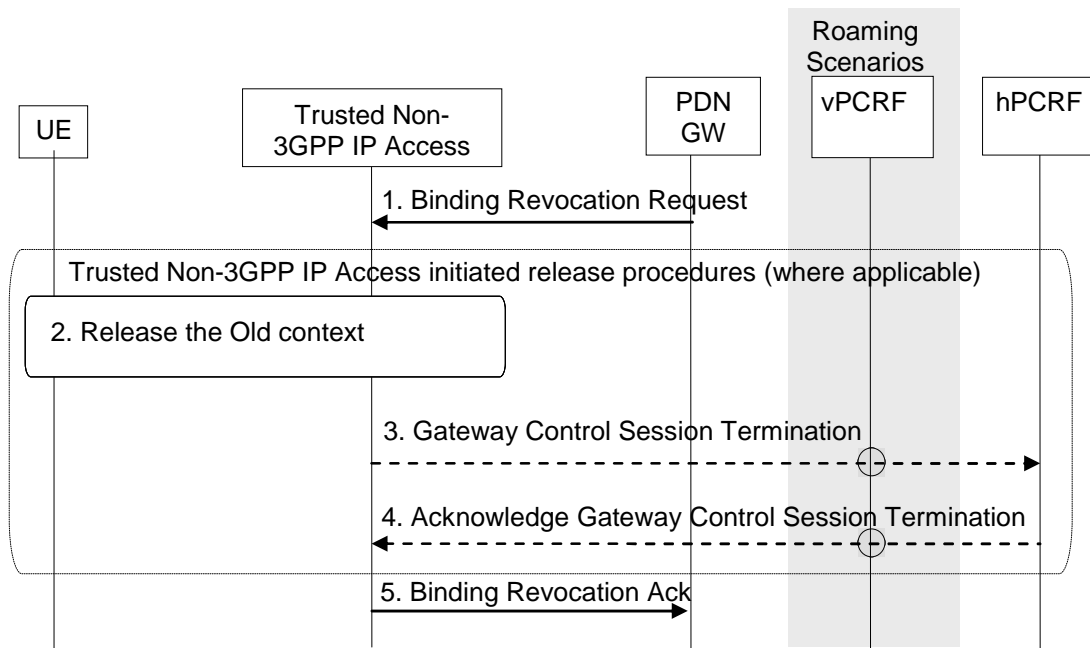 Roaming
Scenarios
UE
Trusted Non-
3GPP IP Access
PDN
GW
vPCRF
hPCRF
1. Binding Revocation Request
Trusted Non-3GPP IP Access initiated release procedures (where applicable)
2. Release the Old context
3. Gateway Control Session Termination
4. Acknowledge Gateway Control Session Termination
5. Binding Revocation Ack